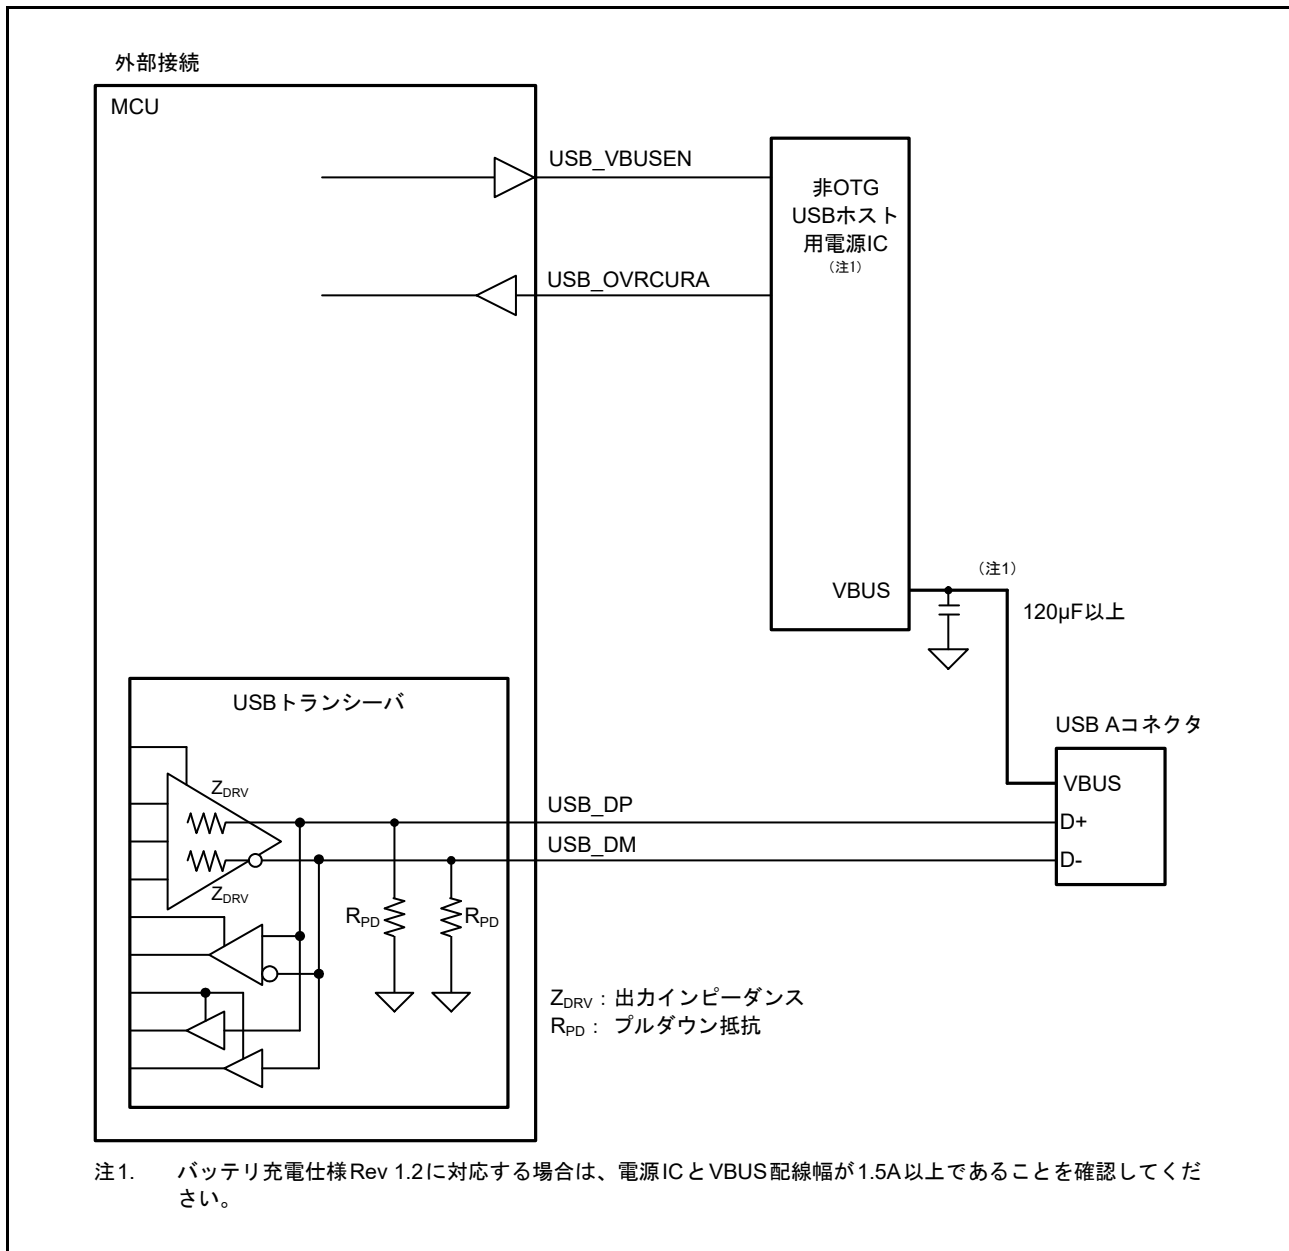 外部接続
MCU
USB_VBUSEN
USB_OVRCURA
非OTG
USBホスト
用電源IC
（注1）
VBUS
（注1）
120µF以上
USB Aコネクタ
VBUS
D+
D-
USBトランシーバ
ZDRV
ZDRV
USB_DP
USB_DM
RPD
RPD
ZDRV : 出力インピーダンス
RPD : プルダウン抵抗
注1. バッテリ充電仕様Rev 1.2に対応する場合は、電源ICとVBUS配線幅が1.5A以上であることを確認してくだ
さい。